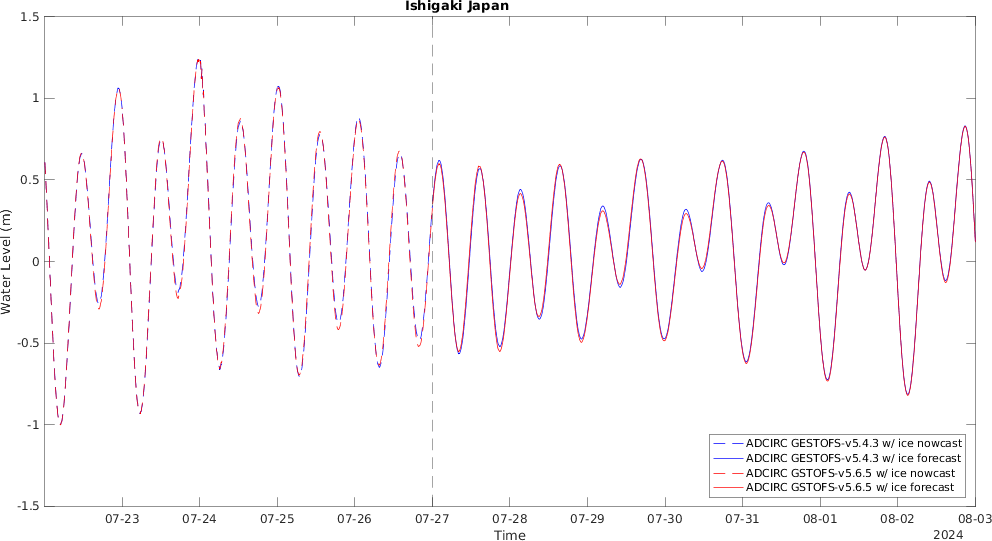 Ishigaki Japan
1.5
1
0.5
0
-0.5
-1
-1.5
Water Level (m)
ADCIRC GESTOFS-v5.4.3 w/ ice nowcast
ADCIRC GESTOFS-v5.4.3 w/ ice forecast
ADCIRC GSTOFS-v5.6.5 w/ ice nowcast
ADCIRC GSTOFS-v5.6.5 w/ ice forecast
07-23 07-24 07-25 07-26 07-27 07-28 07-29 07-30 07-31 08-01 08-02 08-03
Time
2024